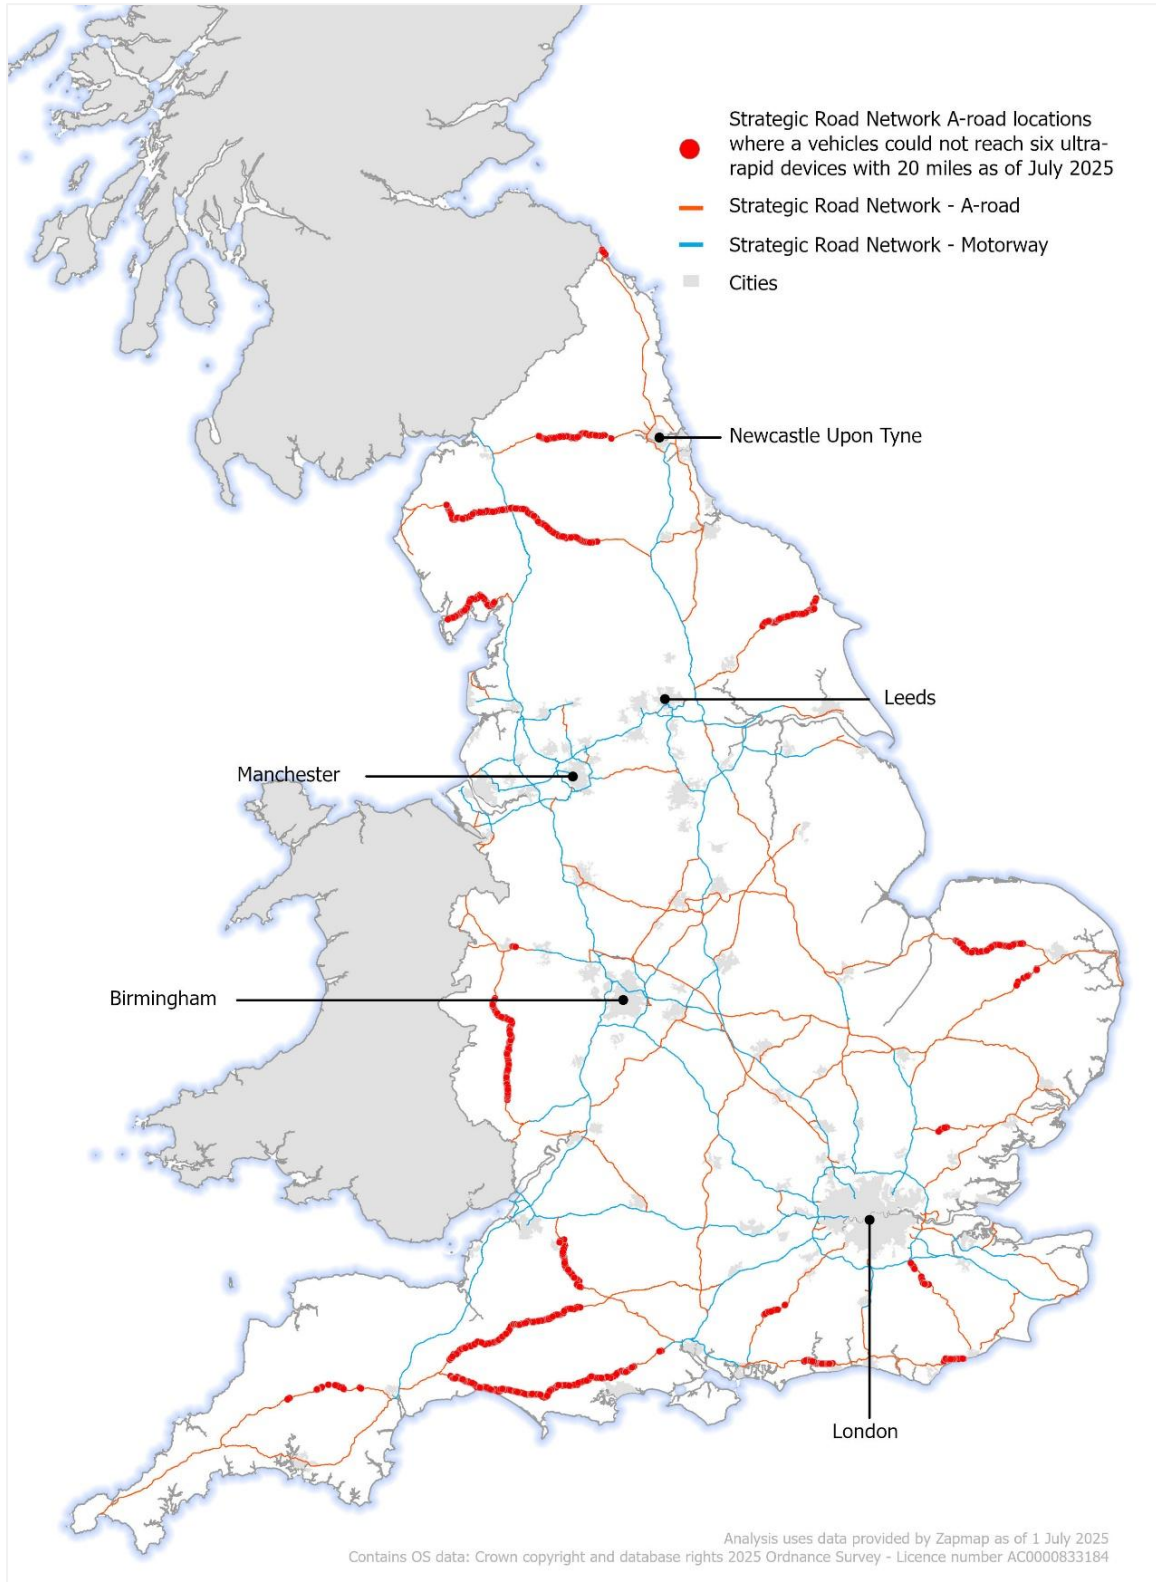 Strategic Road Network A-road locations
where a vehicles could not reach six ultra-
rapid devices with 20 miles as of July 2025
Strategic Road Network - A-road
Strategic Road Network - Motorway
Cities
Newcastle Upon Tyne
Leeds
Manchester
Birmingham
London
Analysis uses data provided by Zapmap as of 1 July 2025
Contains OS data: Crown copyright and database rights 2025 Ordnance Survey - Licence number AC0000833184